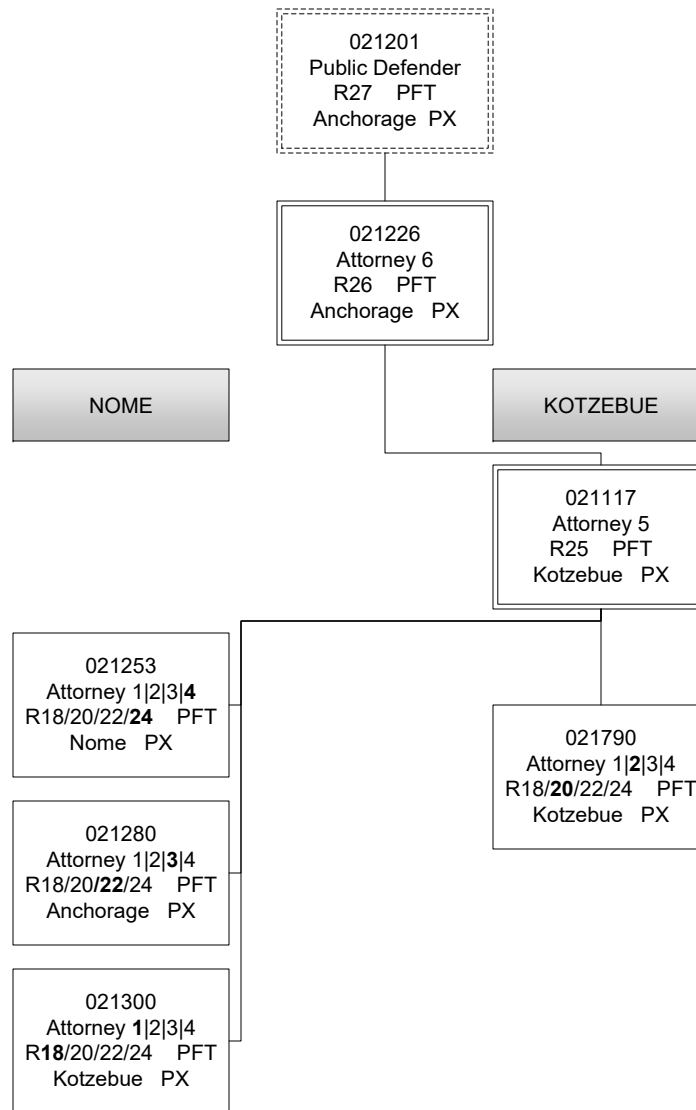 021201
Public Defender
R27 PFT
Anchorage PX
021226
Attorney 6
R26 PFT
Anchorage PX
NOME
KOTZEBUE
021117
Attorney 5
R25 PFT
Kotzebue PX
021253
Attorney 1|2|3|4
R18/20/22/24 PFT
Nome PX
021790
Attorney 1|2|3|4
R18/20/22/24 PFT
Kotzebue PX
021280
Attorney 1|2|3|4
R18/20/22/24 PFT
Anchorage PX
021300
Attorney 1|2|3|4
R18/20/22/24 PFT
Kotzebue PX